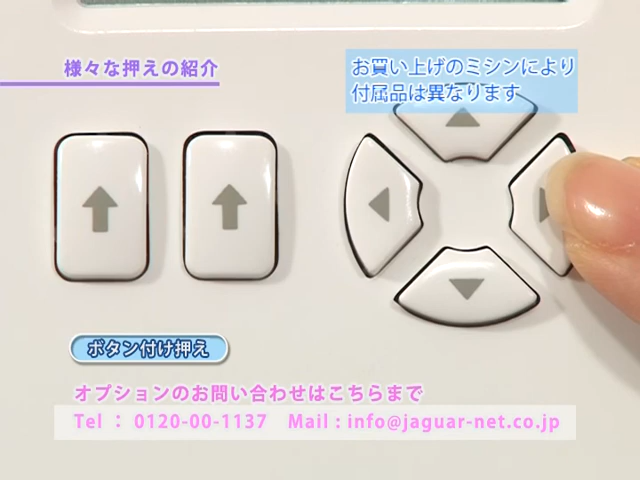 様々な押えの紹介
お買い上げのミシンにより
付属品は異なります
ボタン付け押え
オプションのお問い合わせはこちらまで
Tel : 0120-00-1137 Mail : info@jaguar-net.co.jp